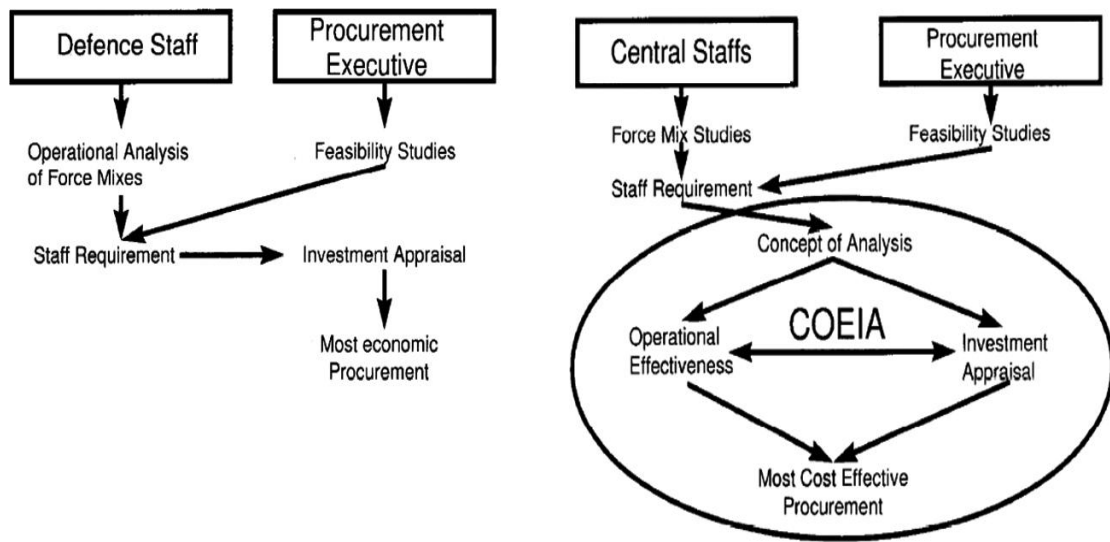 Defence Staff
Procurement
Executive
Operational Analysis
of Force Mixes
Feasibility Studies
Staff Requirement
Investment Appraisal
Most economic
Procurement
Central Staffs
Procurement
Executive
Force Mix Studies
Feasibility Studies
Staff Requirement
Concept of Analysis
COEIA
Operational
Effectiveness
Investment
Appraisal
Most Cost Effective
Procurement